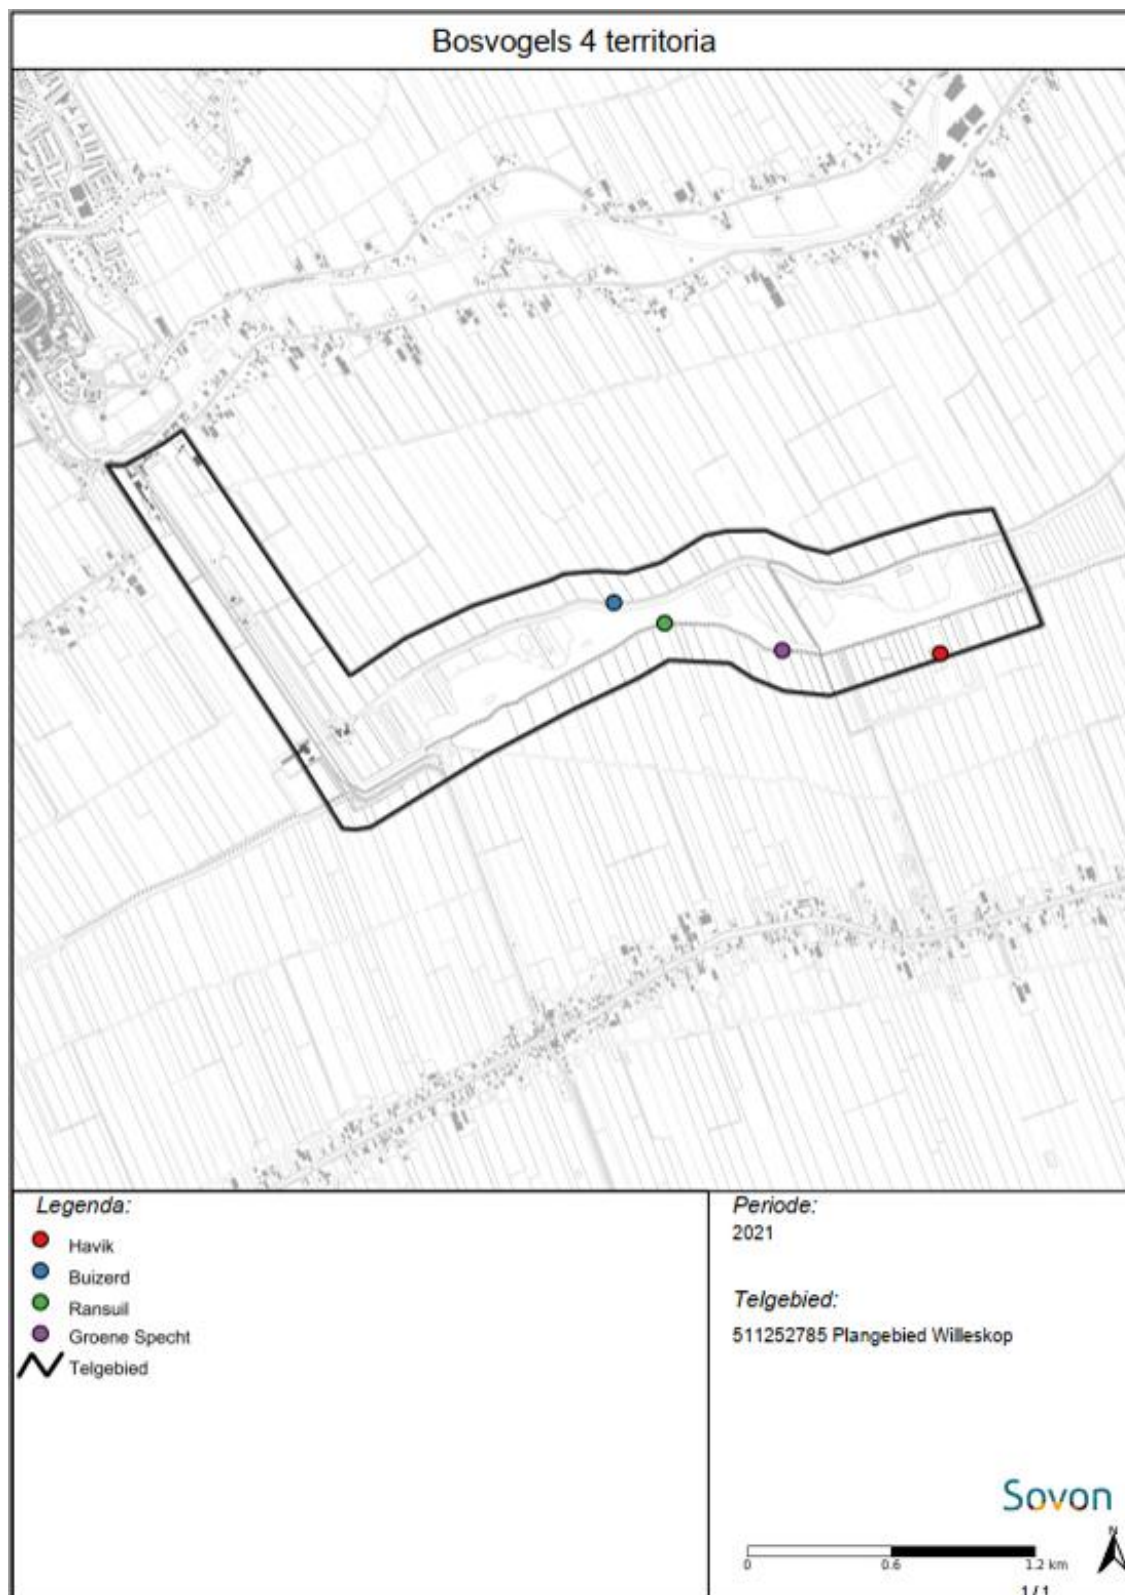 Bosvogels 4 territoria
Legenda:
Havik
Buizerd
Ransuil
Groene Specht
Telgebied
Periode:
2021
Telgebied:
511252785 Plangebied Willeskop
Sovon
N
0 0.6 1.2 km
1/1